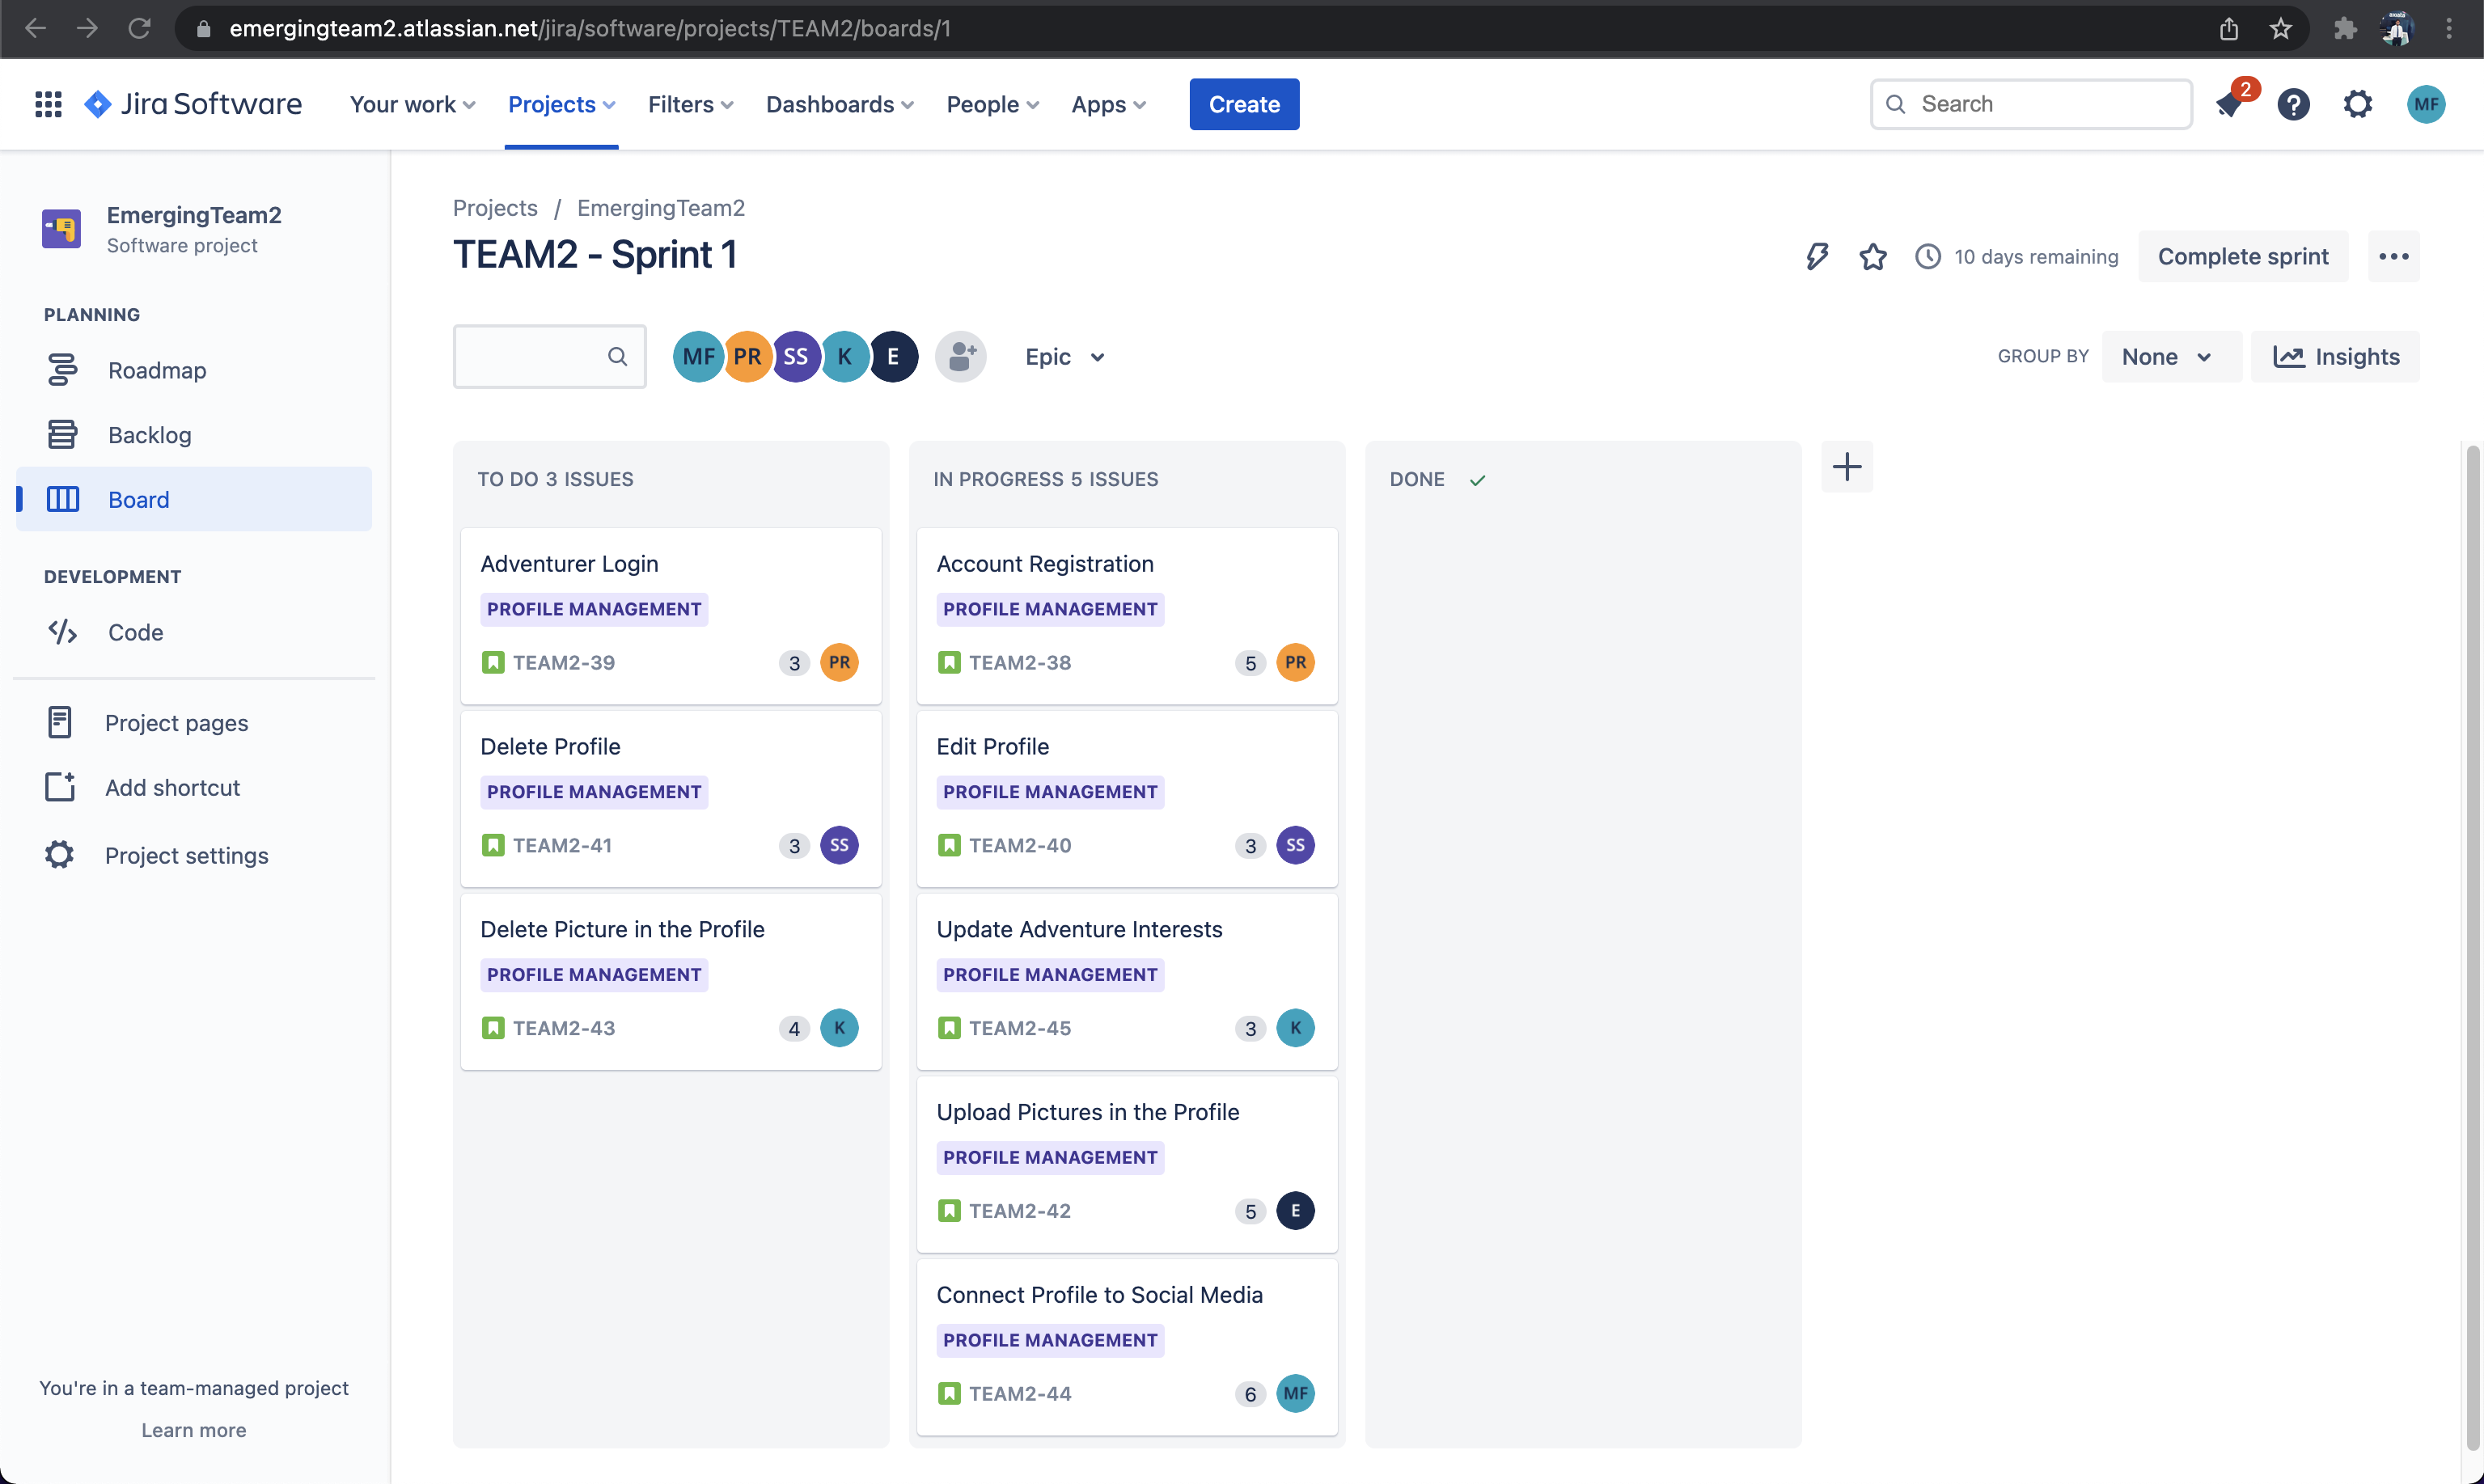 emergingteam2.atlassian.net/jira/software/projects/TEAM2/boards/1
Jira Software
Your work
Projects
Filters
Dashboards
People
Apps
Create
Search
2
MF
EmergingTeam2
Software project
PLANNING
Roadmap
Backlog
Board
DEVELOPMENT
Code
Project pages
Add shortcut
Project settings
You're in a team-managed project
Learn more
Projects / EmergingTeam2
TEAM2 - Sprint 1
10 days remaining
Complete sprint
MF PR SS K E
Epic
GROUP BY
None
Insights
TO DO 3 ISSUES
Adventurer Login
PROFILE MANAGEMENT
TEAM2-39 3 PR
Delete Profile
PROFILE MANAGEMENT
TEAM2-41 3 SS
Delete Picture in the Profile
PROFILE MANAGEMENT
TEAM2-43 4 K
IN PROGRESS 5 ISSUES
Account Registration
PROFILE MANAGEMENT
TEAM2-38 5 PR
Edit Profile
PROFILE MANAGEMENT
TEAM2-40 3 SS
Update Adventure Interests
PROFILE MANAGEMENT
TEAM2-45 3 K
Upload Pictures in the Profile
PROFILE MANAGEMENT
TEAM2-42 5 E
Connect Profile to Social Media
PROFILE MANAGEMENT
TEAM2-44 6 MF
DONE